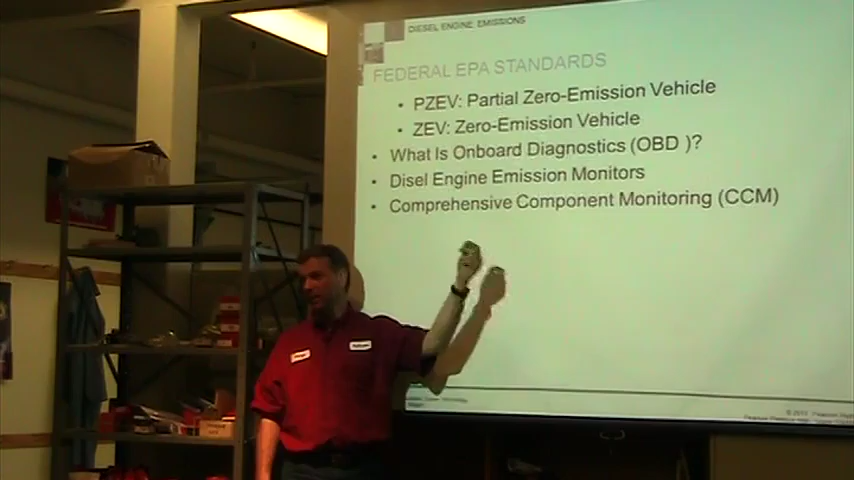 DIESEL ENGINE EMISSIONS
FEDERAL EPA STANDARDS
• PZEV: Partial Zero-Emission Vehicle
• ZEV: Zero-Emission Vehicle
• What Is Onboard Diagnostics (OBD )?
• Disel Engine Emission Monitors
• Comprehensive Component Monitoring (CCM)